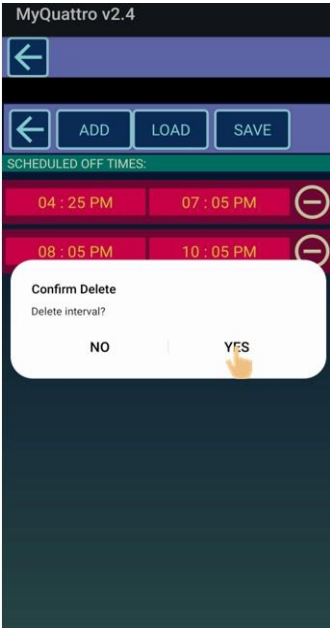 MyQuattro v2.4
ADD LOAD SAVE
SCHEDULED OFF TIMES:
04 : 25 PM 07 : 05 PM
08 : 05 PM 10 : 05 PM
Confirm Delete
Delete interval?
NO YES